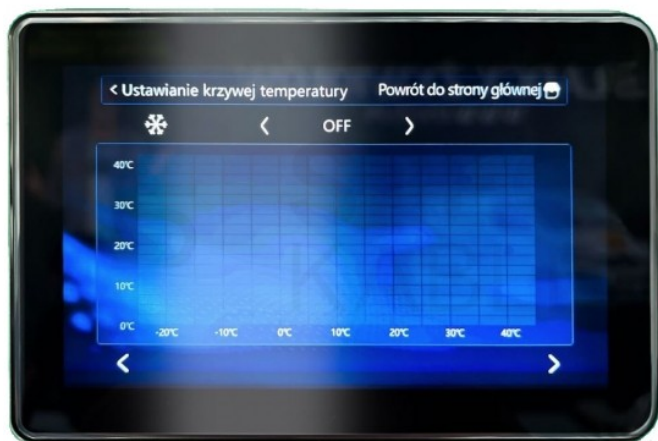 < Ustawianie krzywej temperatury Powrót do strony głównej
< OFF >
40℃
30℃
20℃
10℃
0℃
-20℃ -10℃ 0℃ 10℃ 20℃ 30℃ 40℃
< >